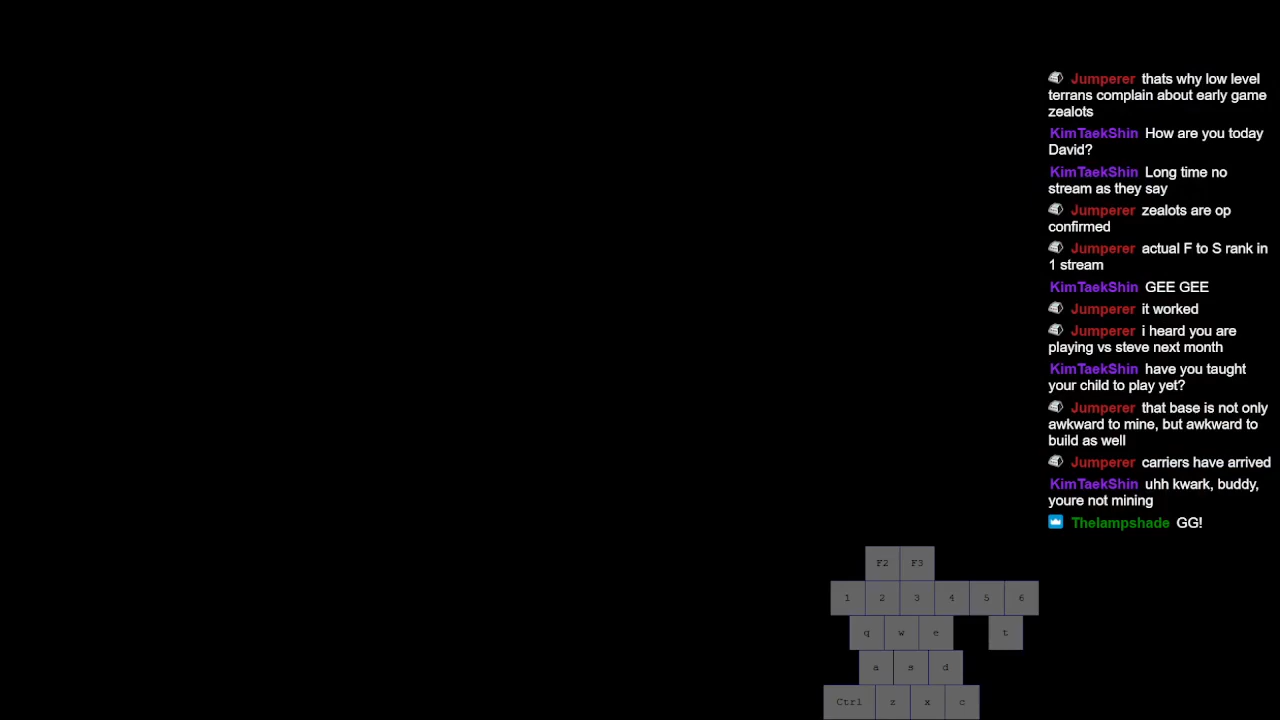 Jumperer thats why low level
terrans complain about early game
zealots
KimTaekShin How are you today
David?
KimTaekShin Long time no
stream as they say
Jumperer zealots are op
confirmed
Jumperer actual F to S rank in
1 stream
KimTaekShin GEE GEE
Jumperer it worked
Jumperer i heard you are
playing vs steve next month
KimTaekShin have you taught
your child to play yet?
Jumperer that base is not only
awkward to mine, but awkward to
build as well
Jumperer carriers have arrived
KimTaekShin uhh kwark, buddy,
youre not mining
Thelampshade GG!
F2 F3
1 2 3 4 5 6
q w e t
a s d
Ctrl z x c